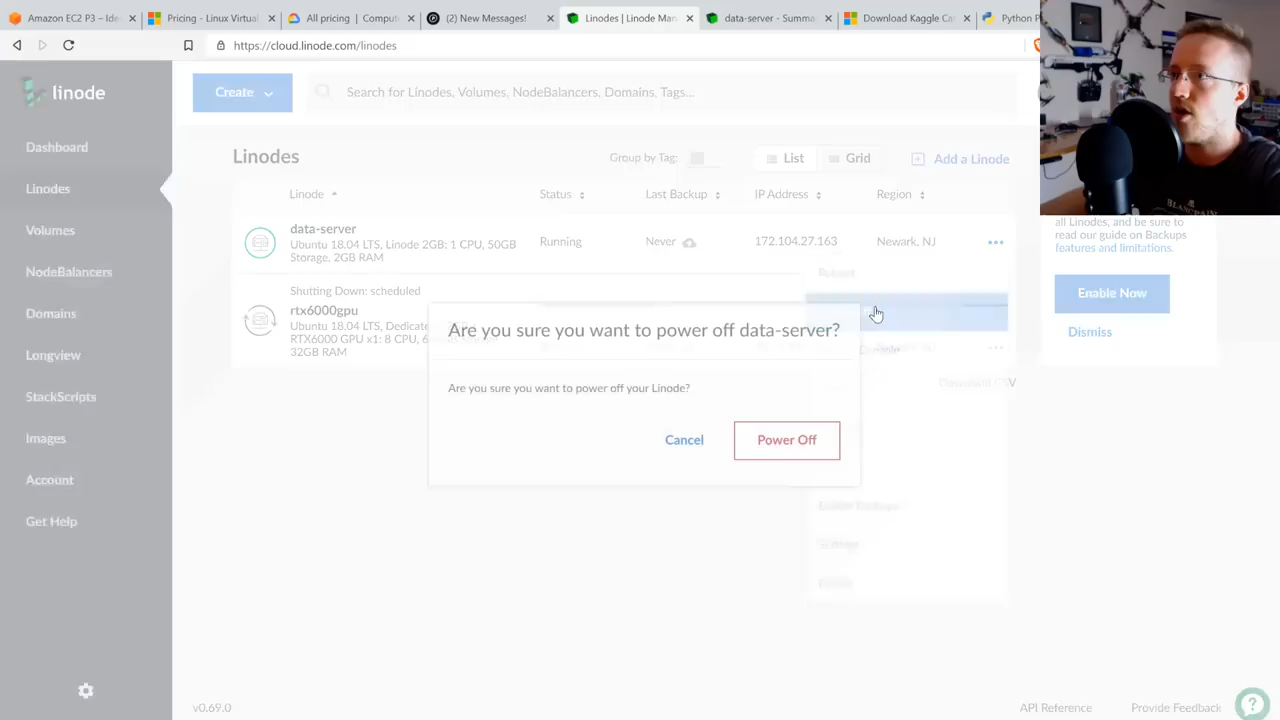 Amazon EC2 P3 – Ide
Pricing - Linux Virtual
All pricing | Comput
(2) New Messages!
Linodes | Linode Man
data-server - Summa
Download Kaggle Ca
Python P
https://cloud.linode.com/linodes
linode
Create
Search for Linodes, Volumes, NodeBalancers, Domains, Tags...
Dashboard
Linodes
Volumes
NodeBalancers
Domains
Longview
StackScripts
Images
Account
Get Help
Linodes
Group by Tag:
List
Grid
Add a Linode
Linode
Status
Last Backup
IP Address
Region
data-server
Ubuntu 18.04 LTS, Linode 2GB: 1 CPU, 50GB
Storage, 2GB RAM
Running
Never
172.104.27.163
Newark, NJ
Reboot
Shutting Down: scheduled
rtx6000gpu
Ubuntu 18.04 LTS, Dedicate
RTX6000 GPU x1: 8 CPU, 6
32GB RAM
Download CSV
Are you sure you want to power off data-server?
Are you sure you want to power off your Linode?
Cancel
Power Off
Enable Backups
Settings
all Linodes, and be sure to
read our guide on Backups
features and limitations.
Enable Now
Dismiss
BLANCPAIN
v0.69.0
API Reference
Provide Feedback